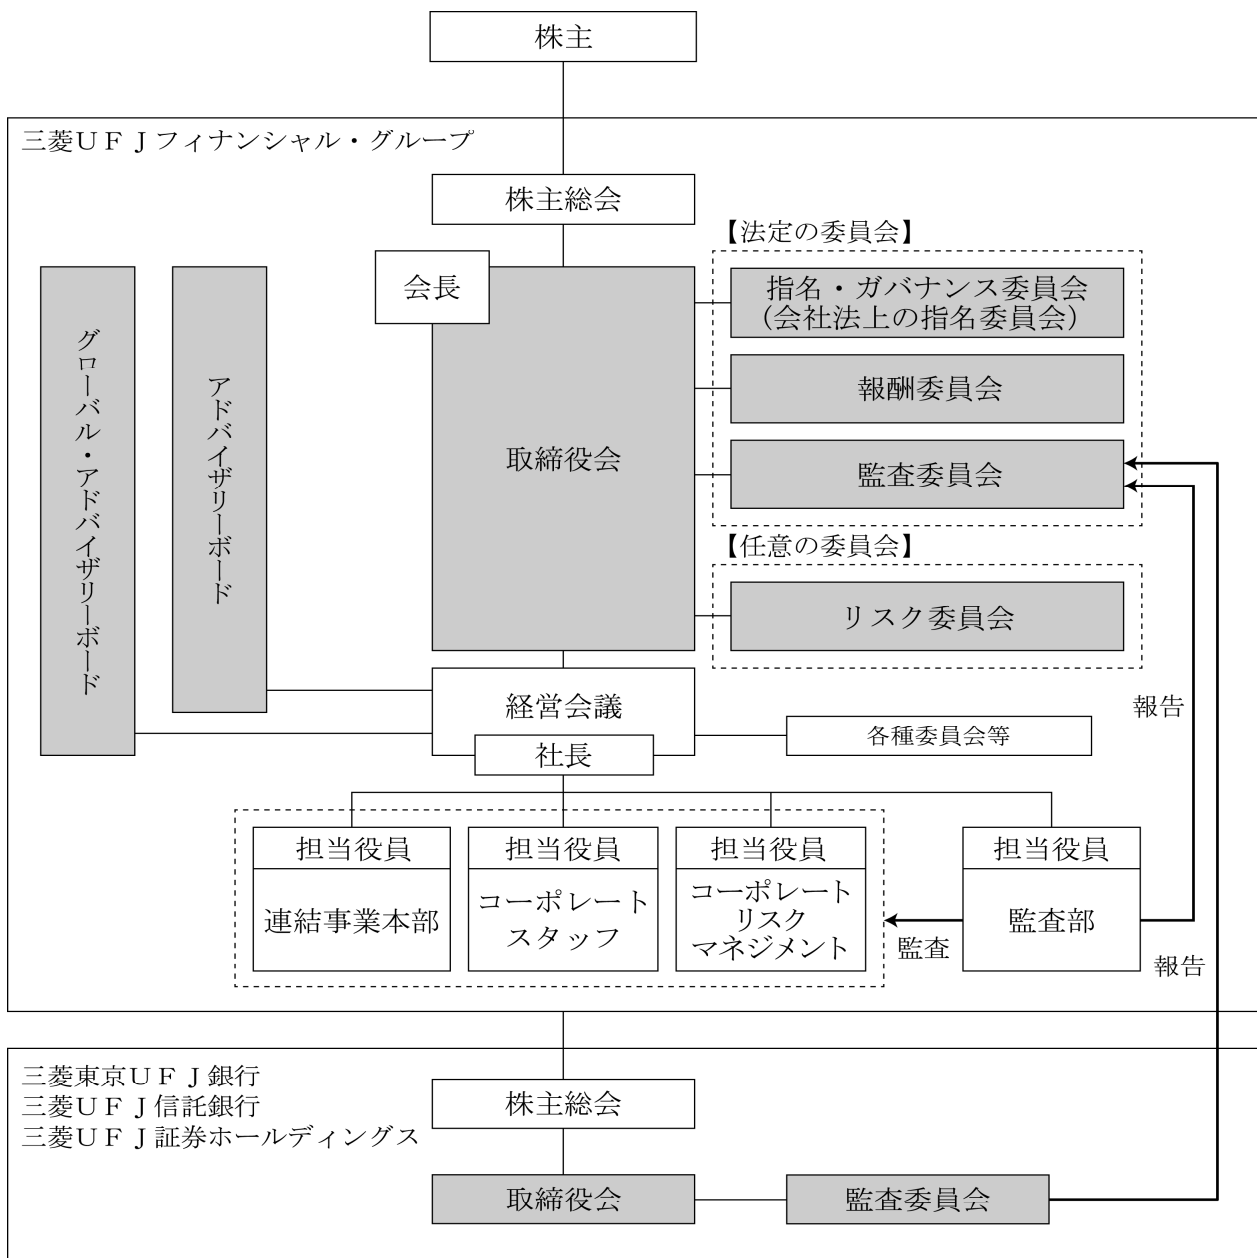 株主
三菱ＵＦＪフィナンシャル・グループ
株主総会
【法定の委員会】
会長
指名・ガバナンス委員会
（会社法上の指名委員会）
グローバル・アドバイザリーボード
アドバイザリーボード
取締役会
報酬委員会
監査委員会
【任意の委員会】
リスク委員会
経営会議
報告
各種委員会等
社長
担当役員
担当役員
担当役員
担当役員
連結事業本部
コーポレート
スタッフ
コーポレート
リスク
マネジメント
監査
監査部
報告
三菱東京ＵＦＪ銀行
三菱ＵＦＪ信託銀行
三菱ＵＦＪ証券ホールディングス
株主総会
取締役会
監査委員会